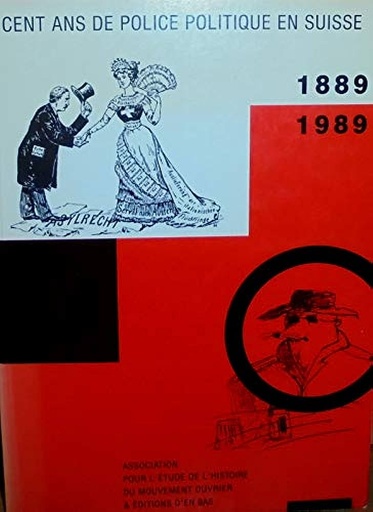 CENT ANS DE POLICE POLITIQUE EN SUISSE
1889
1989
ASYLRECHT
ASSOCIATION
POUR L'ÉTUDE DE L'HISTOIRE
DU MOUVEMENT OUVRIER
& ÉDITIONS D'EN BAS